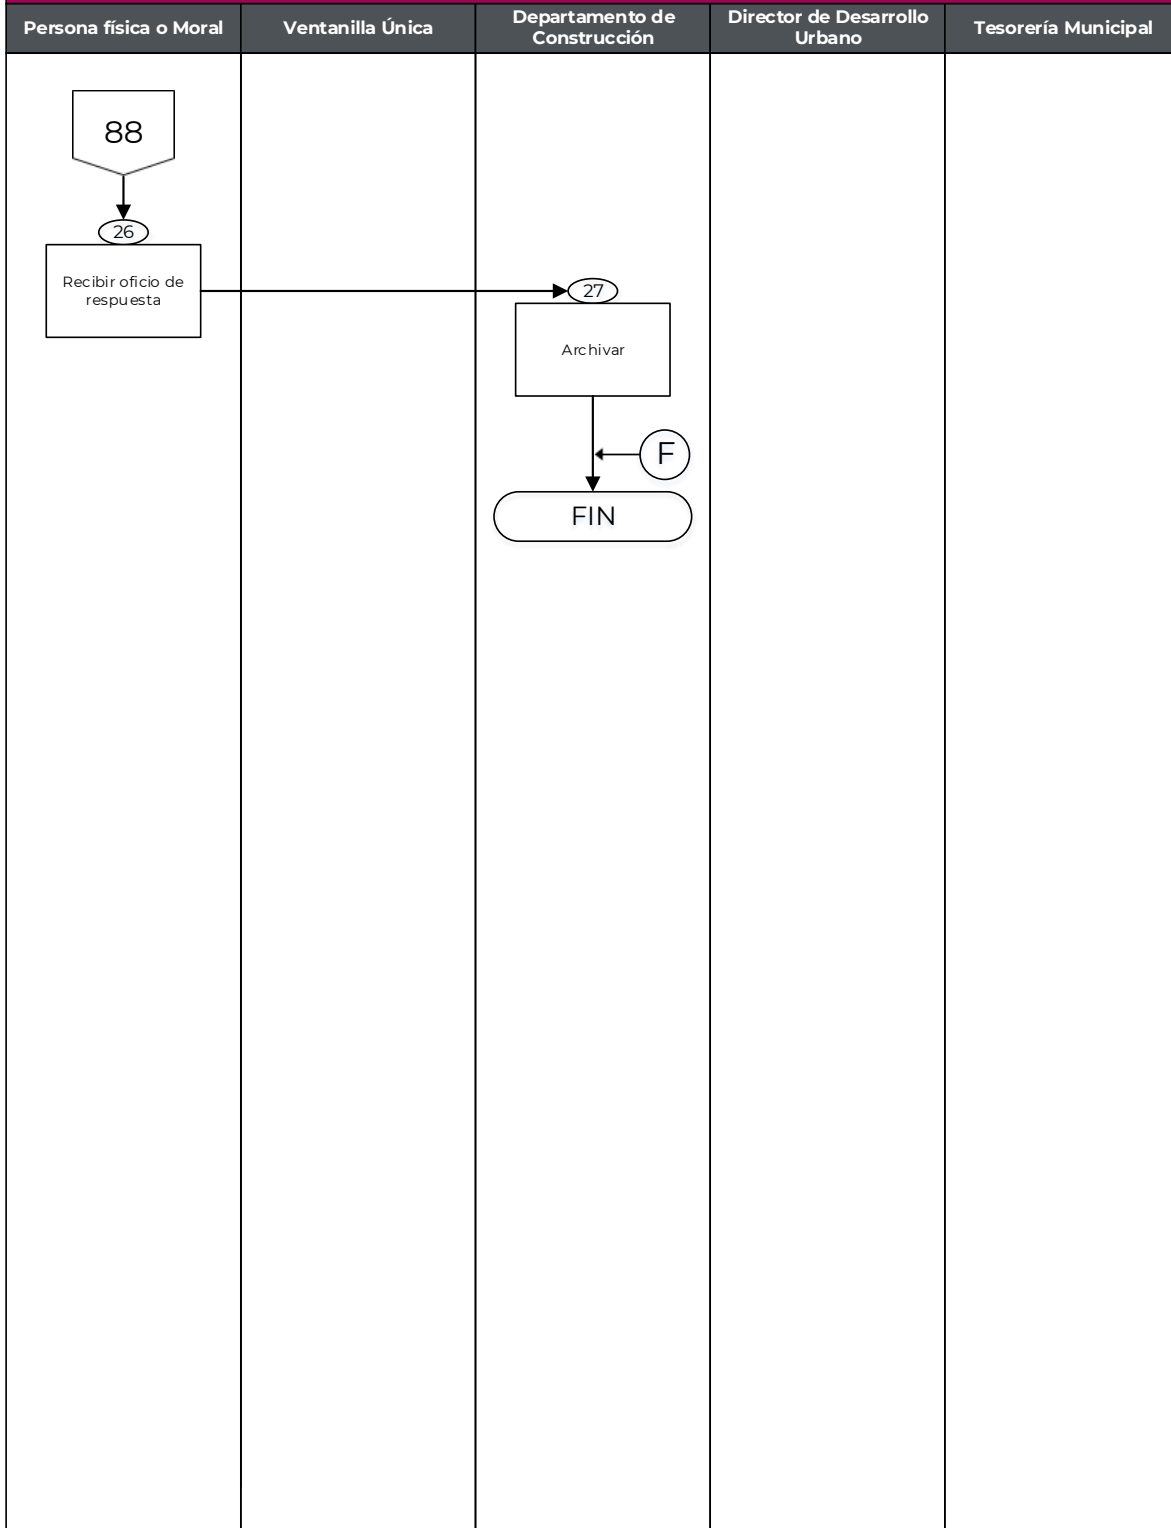 Persona física o Moral
Ventanilla Única
Departamento de
Construcción
Director de Desarrollo
Urbano
Tesorería Municipal
88
26
Recibir oficio de
respuesta
27
Archivar
F
FIN